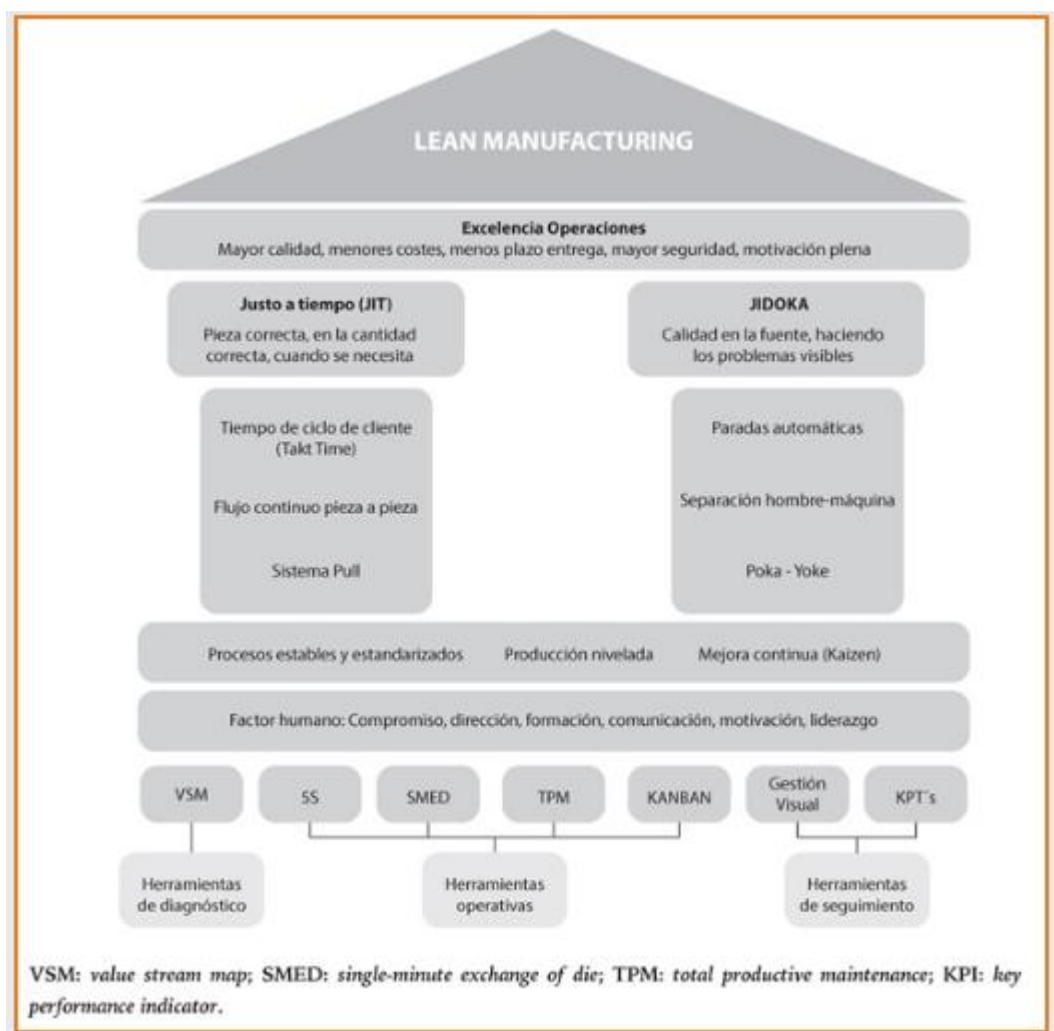 LEAN MANUFACTURING
Excelencia Operaciones
Mayor calidad, menores costes, menos plazo entrega, mayor seguridad, motivación plena
Justo a tiempo (JIT)
Pieza correcta, en la cantidad
correcta, cuando se necesita
JIDOKA
Calidad en la fuente, haciendo
los problemas visibles
Tiempo de ciclo de cliente
(Takt Time)
Flujo continuo pieza a pieza
Sistema Pull
Paradas automáticas
Separación hombre-máquina
Poka - Yoke
Procesos estables y estandarizados
Producción nivelada
Mejora continua (Kaizen)
Factor humano: Compromiso, dirección, formación, comunicación, motivación, liderazgo
VSM
5S
SMED
TPM
KANBAN
Gestión
Visual
KPT´s
Herramientas
de diagnóstico
Herramientas
operativas
Herramientas
de seguimiento
VSM: value stream map; SMED: single-minute exchange of die; TPM: total productive maintenance; KPI: key
performance indicator.